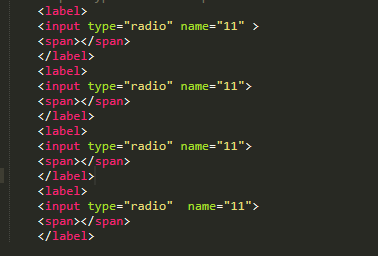 <label>
<input type="radio" name="11" >
<span></span>
</label>
<label>
<input type="radio" name="11">
<span></span>
</label>
<label>
<input type="radio" name="11">
<span></span>
</label>
<label>
<input type="radio"  name="11">
<span></span>
</label>